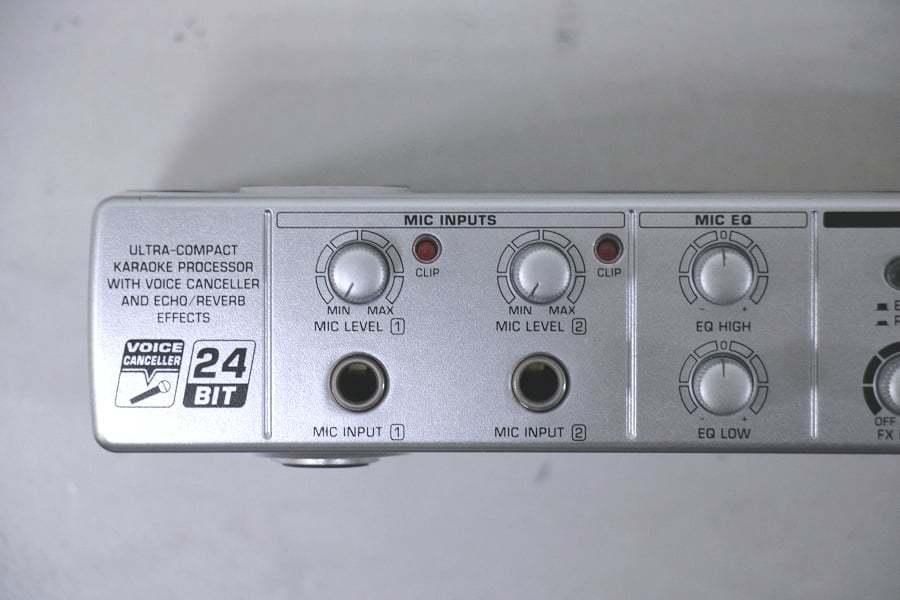 ULTRA-COMPACT
KARAOKE PROCESSOR
WITH VOICE CANCELLER
AND ECHO/REVERB
EFFECTS
VOICE
CANCELLER
24
BIT
MIC INPUTS
CLIP
CLIP
MIN MAX
MIN MAX
MIC LEVEL 1
MIC LEVEL 2
MIC INPUT 1
MIC INPUT 2
MIC EQ
0
- +
EQ HIGH
0
- +
EQ LOW
OFF
FX